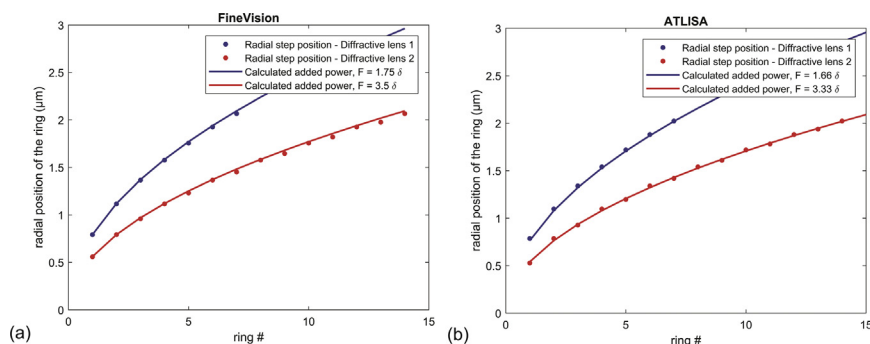 FineVision
3
2.5
2
1.5
1
0.5
0
0
5
10
15
radial position of the ring (μm)
ring #
Radial step position - Diffractive lens 1
Radial step position - Diffractive lens 2
Calculated added power, F = 1.75 δ
Calculated added power, F = 3.5 δ
(a)
ATLISA
3
2.5
2
1.5
1
0.5
0
0
5
10
15
radial position of the ring (μm)
ring #
Radial step position - Diffractive lens 1
Radial step position - Diffractive lens 2
Calculated added power, F = 1.66 δ
Calculated added power, F = 3.33 δ
(b)